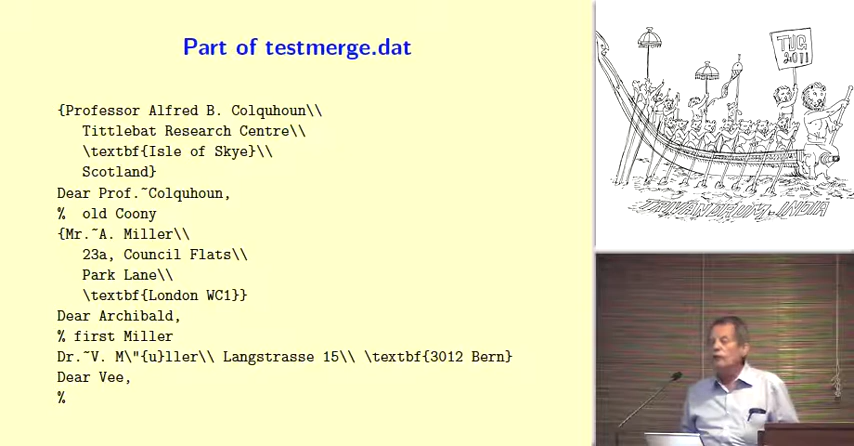 Part of testmerge.dat
{Professor Alfred B. Colquhoun\\
Tittlebat Research Centre\\
\textbf{Isle of Skye}\\
Scotland}
Dear Prof.~Colquhoun,
%  old Coony
{Mr.~A. Miller\\
23a, Council Flats\\
Park Lane\\
\textbf{London WC1}}
Dear Archibald,
% first Miller
Dr.~V. M\"{u}ller\\ Langstrasse 15\\ \textbf{3012 Bern}
Dear Vee,
%
TUG
2011
TRIVANDRUM, INDIA